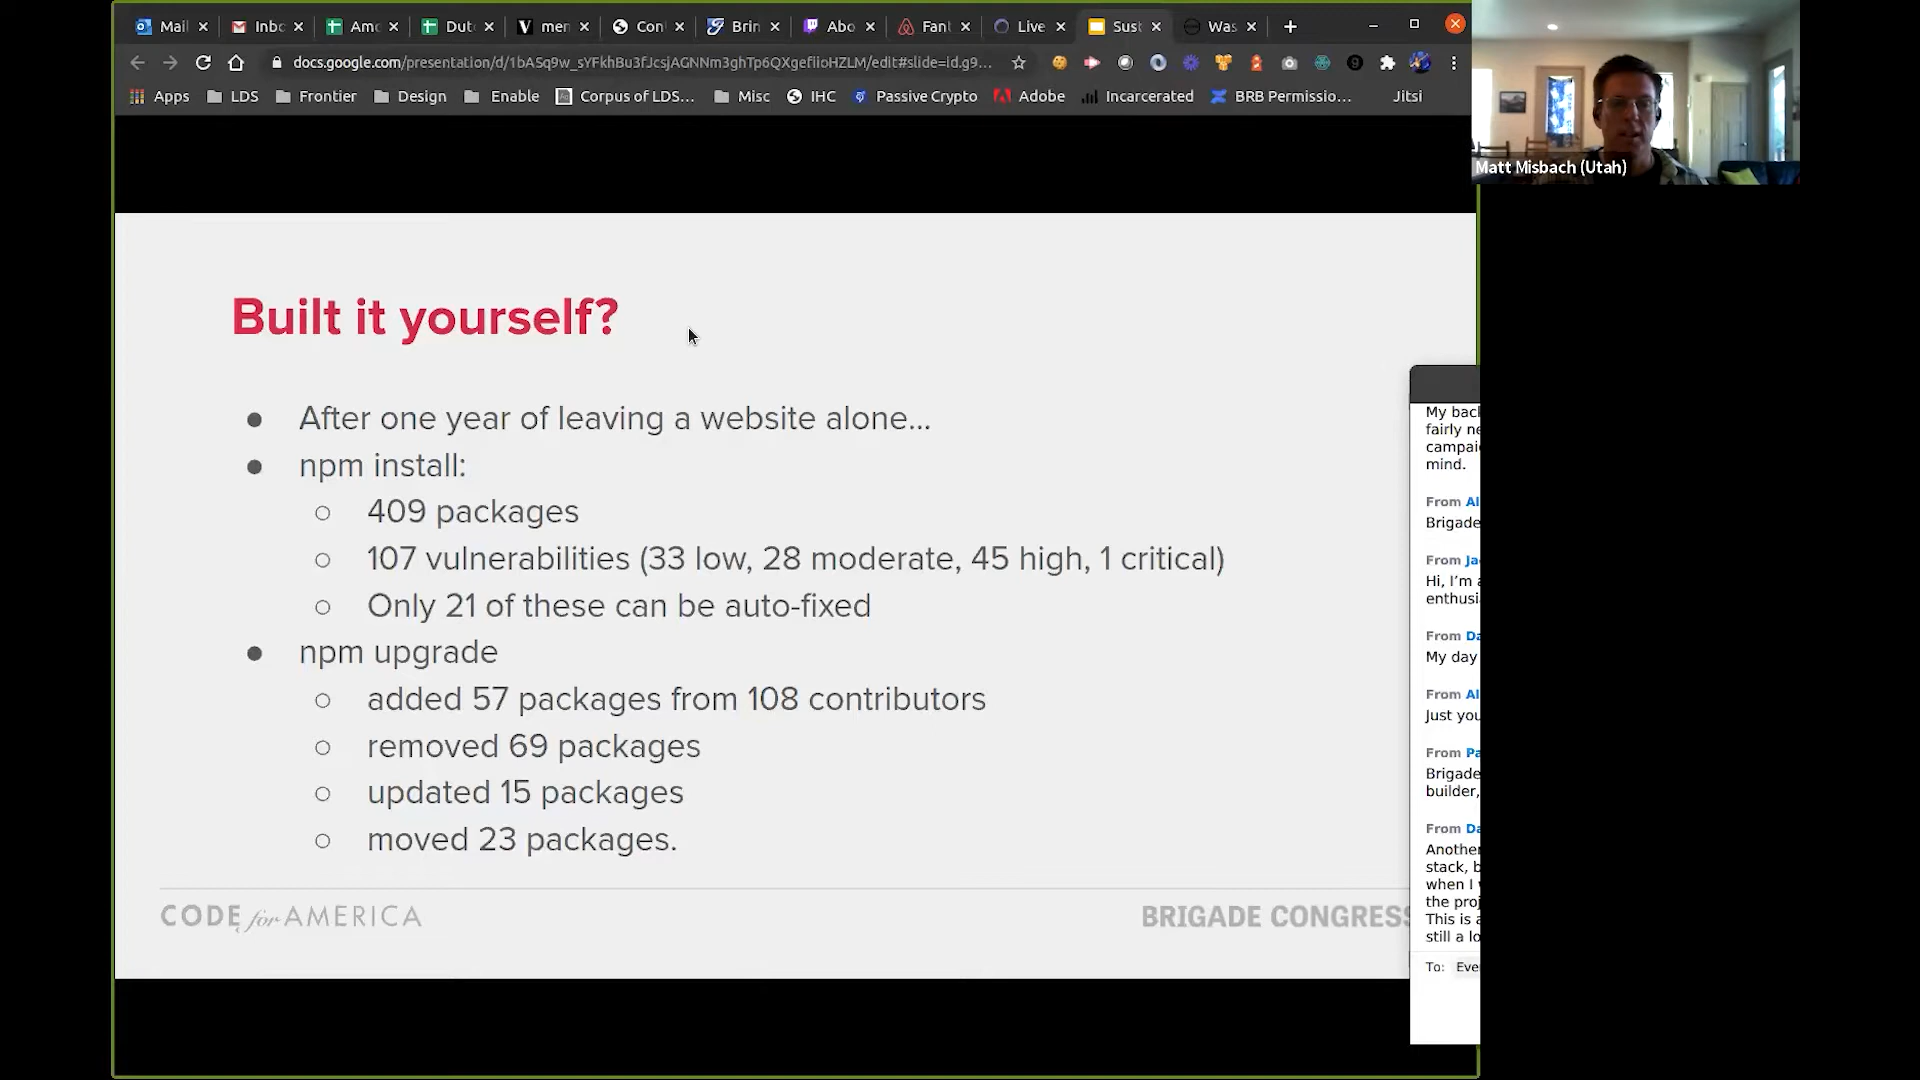 Mail
Inbo
Amo
Dute
men
Con
Brin
Abo
Fant
Live
Sust
Was
docs.google.com/presentation/d/1bASq9w_sYFkhBu3fJcsjAGNNm3ghTp6QXgefIioHZLM/edit#slide=id.g9...
Apps
LDS
Frontier
Design
Enable
Corpus of LDS...
Misc
IHC
Passive Crypto
Adobe
Incarcerated
BRB Permissio...
Jitsi
Matt Misbach (Utah)
Built it yourself?
● After one year of leaving a website alone...
● npm install:
○ 409 packages
○ 107 vulnerabilities (33 low, 28 moderate, 45 high, 1 critical)
○ Only 21 of these can be auto-fixed
● npm upgrade
○ added 57 packages from 108 contributors
○ removed 69 packages
○ updated 15 packages
○ moved 23 packages.
CODE for AMERICA
BRIGADE CONGRESS
My back
fairly ne
campai
mind.
From Al
Brigade
From Ja
Hi, I'm a
enthusi
From Da
My day
From Al
Just you
From Pa
Brigade
builder,
From Da
Another
stack, b
when I
the proj
This is a
still a lo
To: Eve